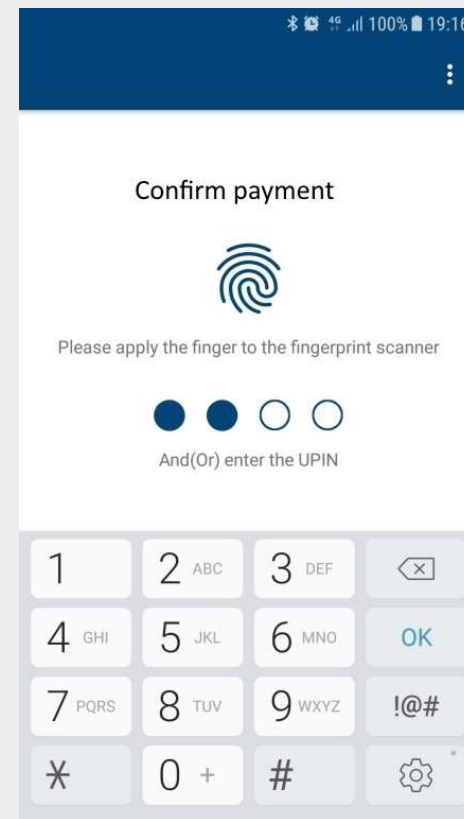 4G 100% 19:16
Confirm payment
Please apply the finger to the fingerprint scanner
And(Or) enter the UPIN
1 2 ABC 3 DEF
4 GHI 5 JKL 6 MNO OK
7 PQRS 8 TUV 9 WXYZ !@#
* 0 + #